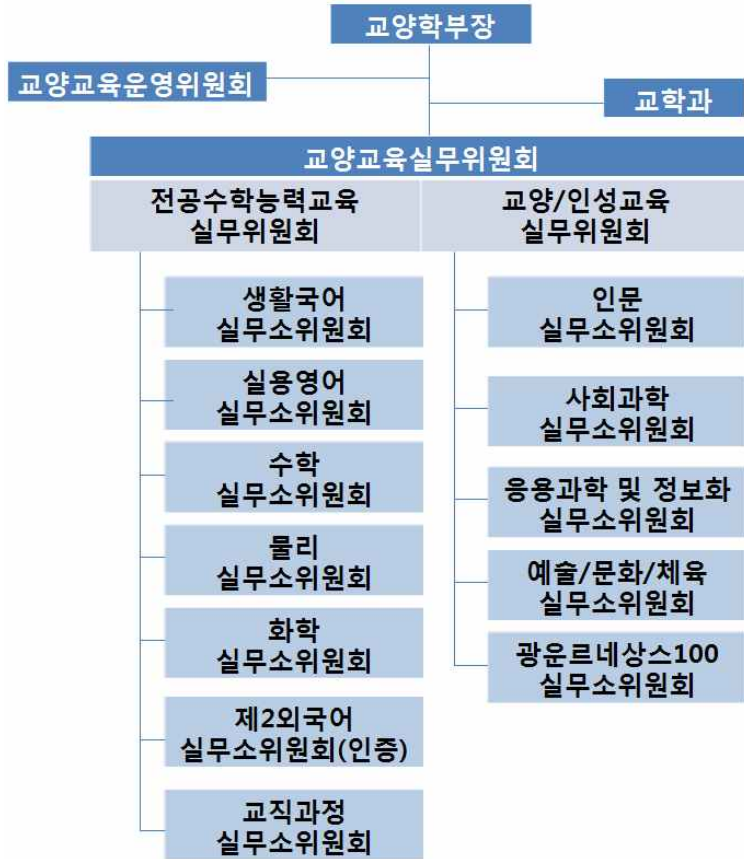 교양학부장
교양교육운영위원회
교학과
교양교육실무위원회
전공수학능력교육
실무위원회
교양/인성교육
실무위원회
생활국어
실무소위원회
실용영어
실무소위원회
수학
실무소위원회
물리
실무소위원회
화학
실무소위원회
제2외국어
실무소위원회(인증)
교직과정
실무소위원회
인문
실무소위원회
사회과학
실무소위원회
응용과학 및 정보화
실무소위원회
예술/문화/체육
실무소위원회
광운르네상스100
실무소위원회